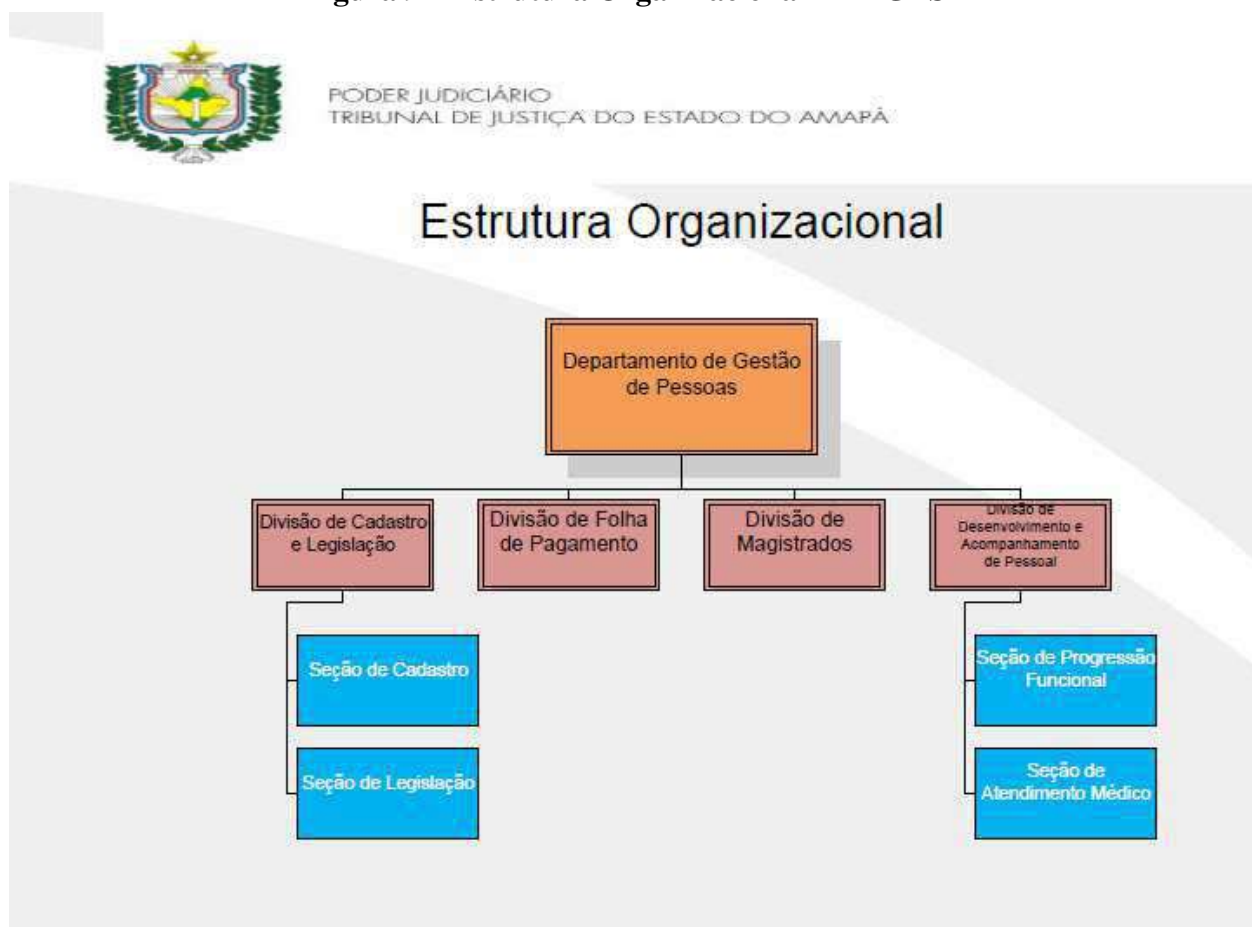 PODER JUDICIÁRIO
TRIBUNAL DE JUSTIÇA DO ESTADO DO AMAPÁ
Estrutura Organizacional
Departamento de Gestão
de Pessoas
Divisão de Cadastro
e Legislação
Divisão de Folha
de Pagamento
Divisão de
Magistrados
Divisão de
Desenvolvimento e
Acompanhamento
de Pessoal
Seção de Cadastro
Seção de Legislação
Seção de Progressão
Funcional
Seção de
Atendimento Médico